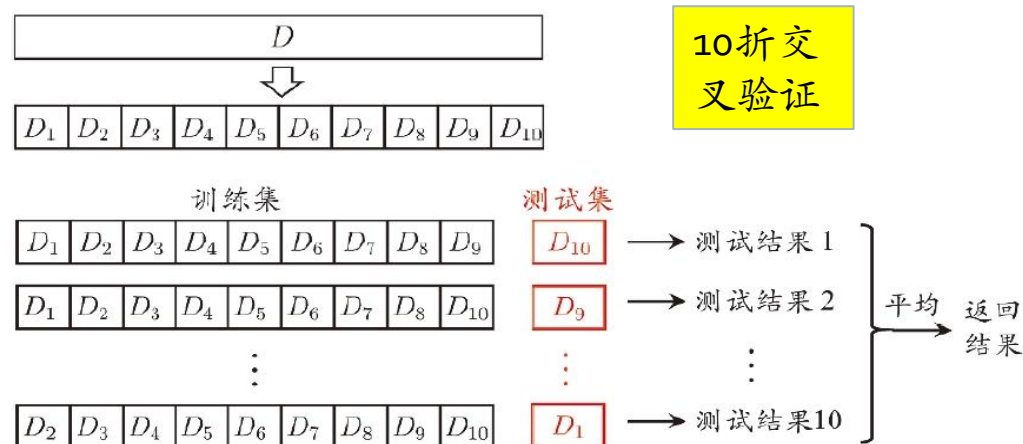 D
10折交
叉验证
D₁ D₂ D₃ D₄ D₅ D₆ D₇ D₈ D₉ D₁₀
训练集 测试集
D₁ D₂ D₃ D₄ D₅ D₆ D₇ D₈ D₉ D₁₀ → 测试结果 1
D₁ D₂ D₃ D₄ D₅ D₆ D₇ D₈ D₁₀ D₉ → 测试结果 2
平均 返回
结果
⋮ ⋮ ⋮
D₂ D₃ D₄ D₅ D₆ D₇ D₈ D₉ D₁₀ D₁ → 测试结果10